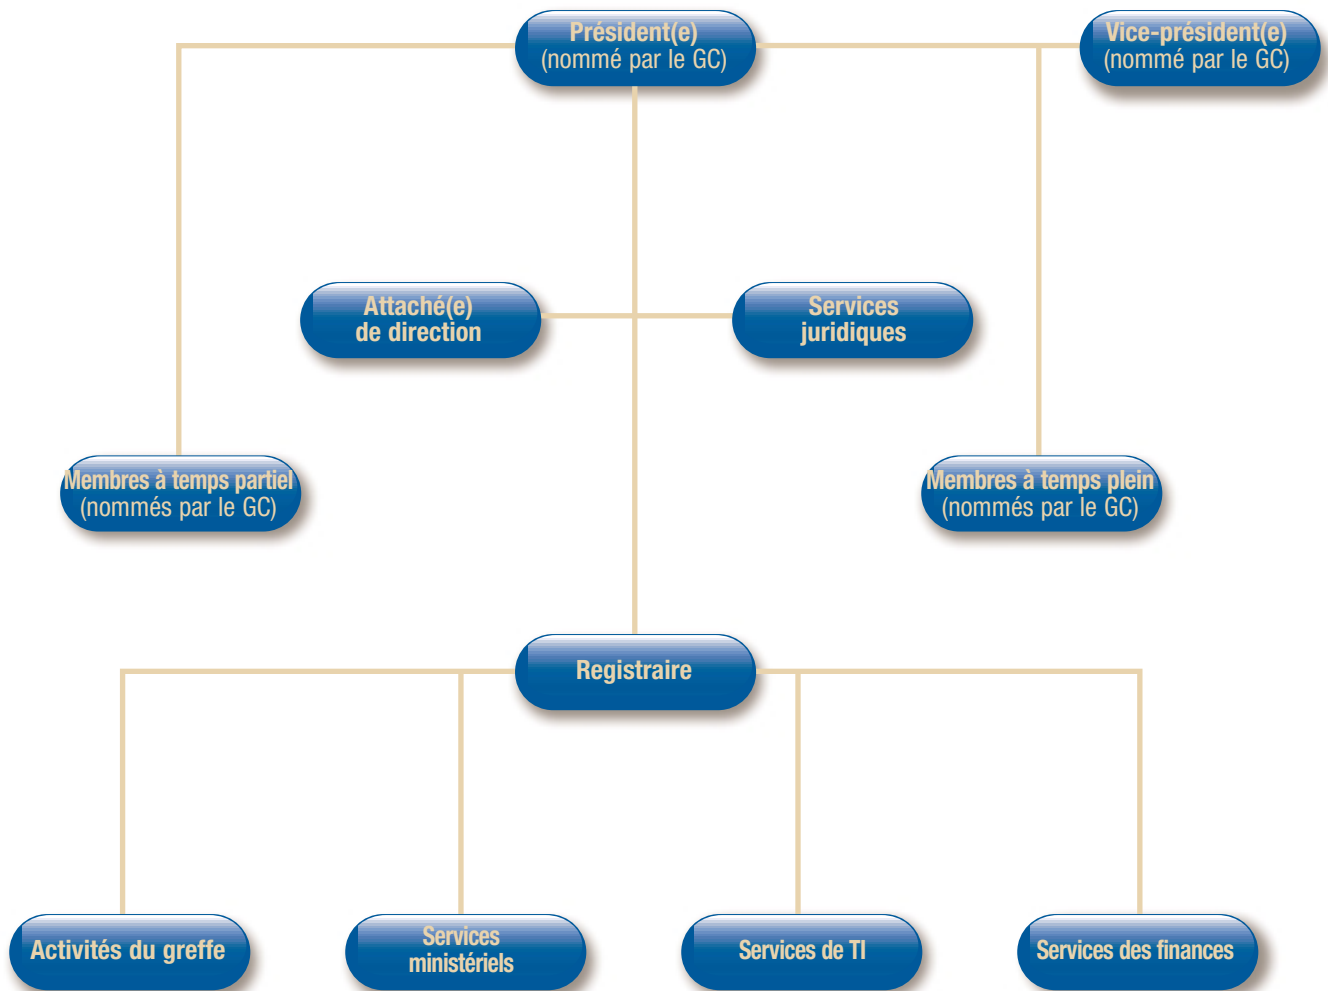 Président(e)
(nommé par le GC)
Vice-président(e)
(nommé par le GC)
Attaché(e)
de direction
Services
juridiques
Membres à temps partiel
(nommés par le GC)
Membres à temps plein
(nommés par le GC)
Registraire
Activités du greffe
Services
ministériels
Services de TI
Services des finances